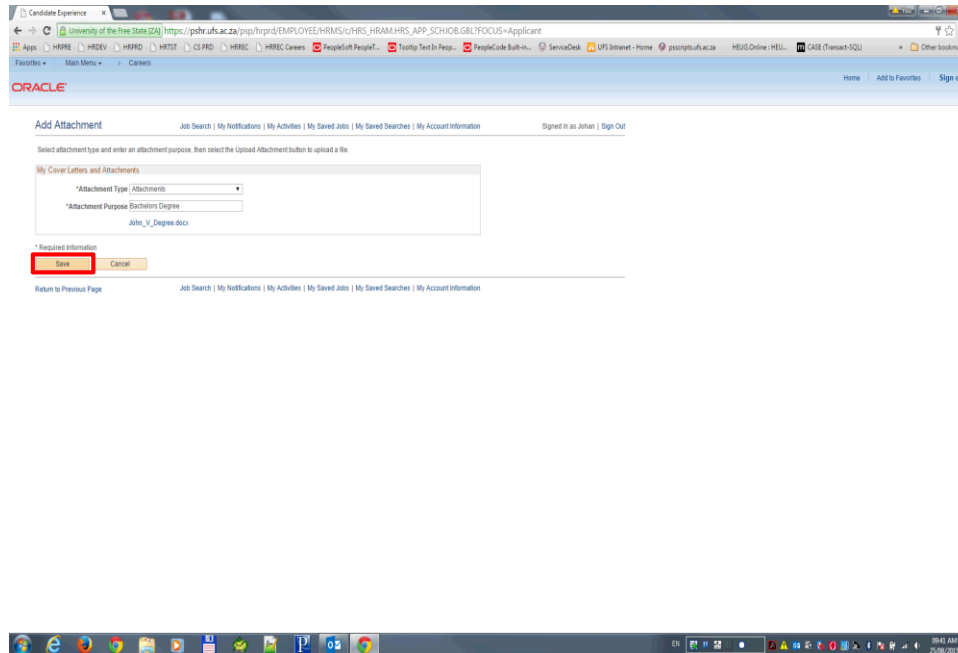 Candidate Experience x
University of the Free State [ZA] https://pshr.ufs.ac.za/psp/hrprd/EMPLOYEE/HRMS/c/HRS_HRAM.HRS_APP_SCHJOB.GBL?FOCUS=Applicant
Apps HRPRE HRDEV HRPRD HRTST CS PRD HRREC HRREC Careers PeopleSoft PeopleT... Tooltip Text In Peop... PeopleCode Built-in... ServiceDesk UFS Intranet - Home psscripts.ufs.ac.za HEUG.Online : HEU... CASE (Transact-SQL) » Other bookm
Favorites Main Menu > Careers
Home Add to Favorites Sign o
ORACLE
Add Attachment Job Search | My Notifications | My Activities | My Saved Jobs | My Saved Searches | My Account Information Signed in as Johan | Sign Out
Select attachment type and enter an attachment purpose, then select the Upload Attachment button to upload a file.
My Cover Letters and Attachments
*Attachment Type Attachments
*Attachment Purpose Bachelors Degree
John_V_Degree.docx
* Required Information
Save Cancel
Return to Previous Page Job Search | My Notifications | My Activities | My Saved Jobs | My Saved Searches | My Account Information
EN 09:41 AM
25/08/2015